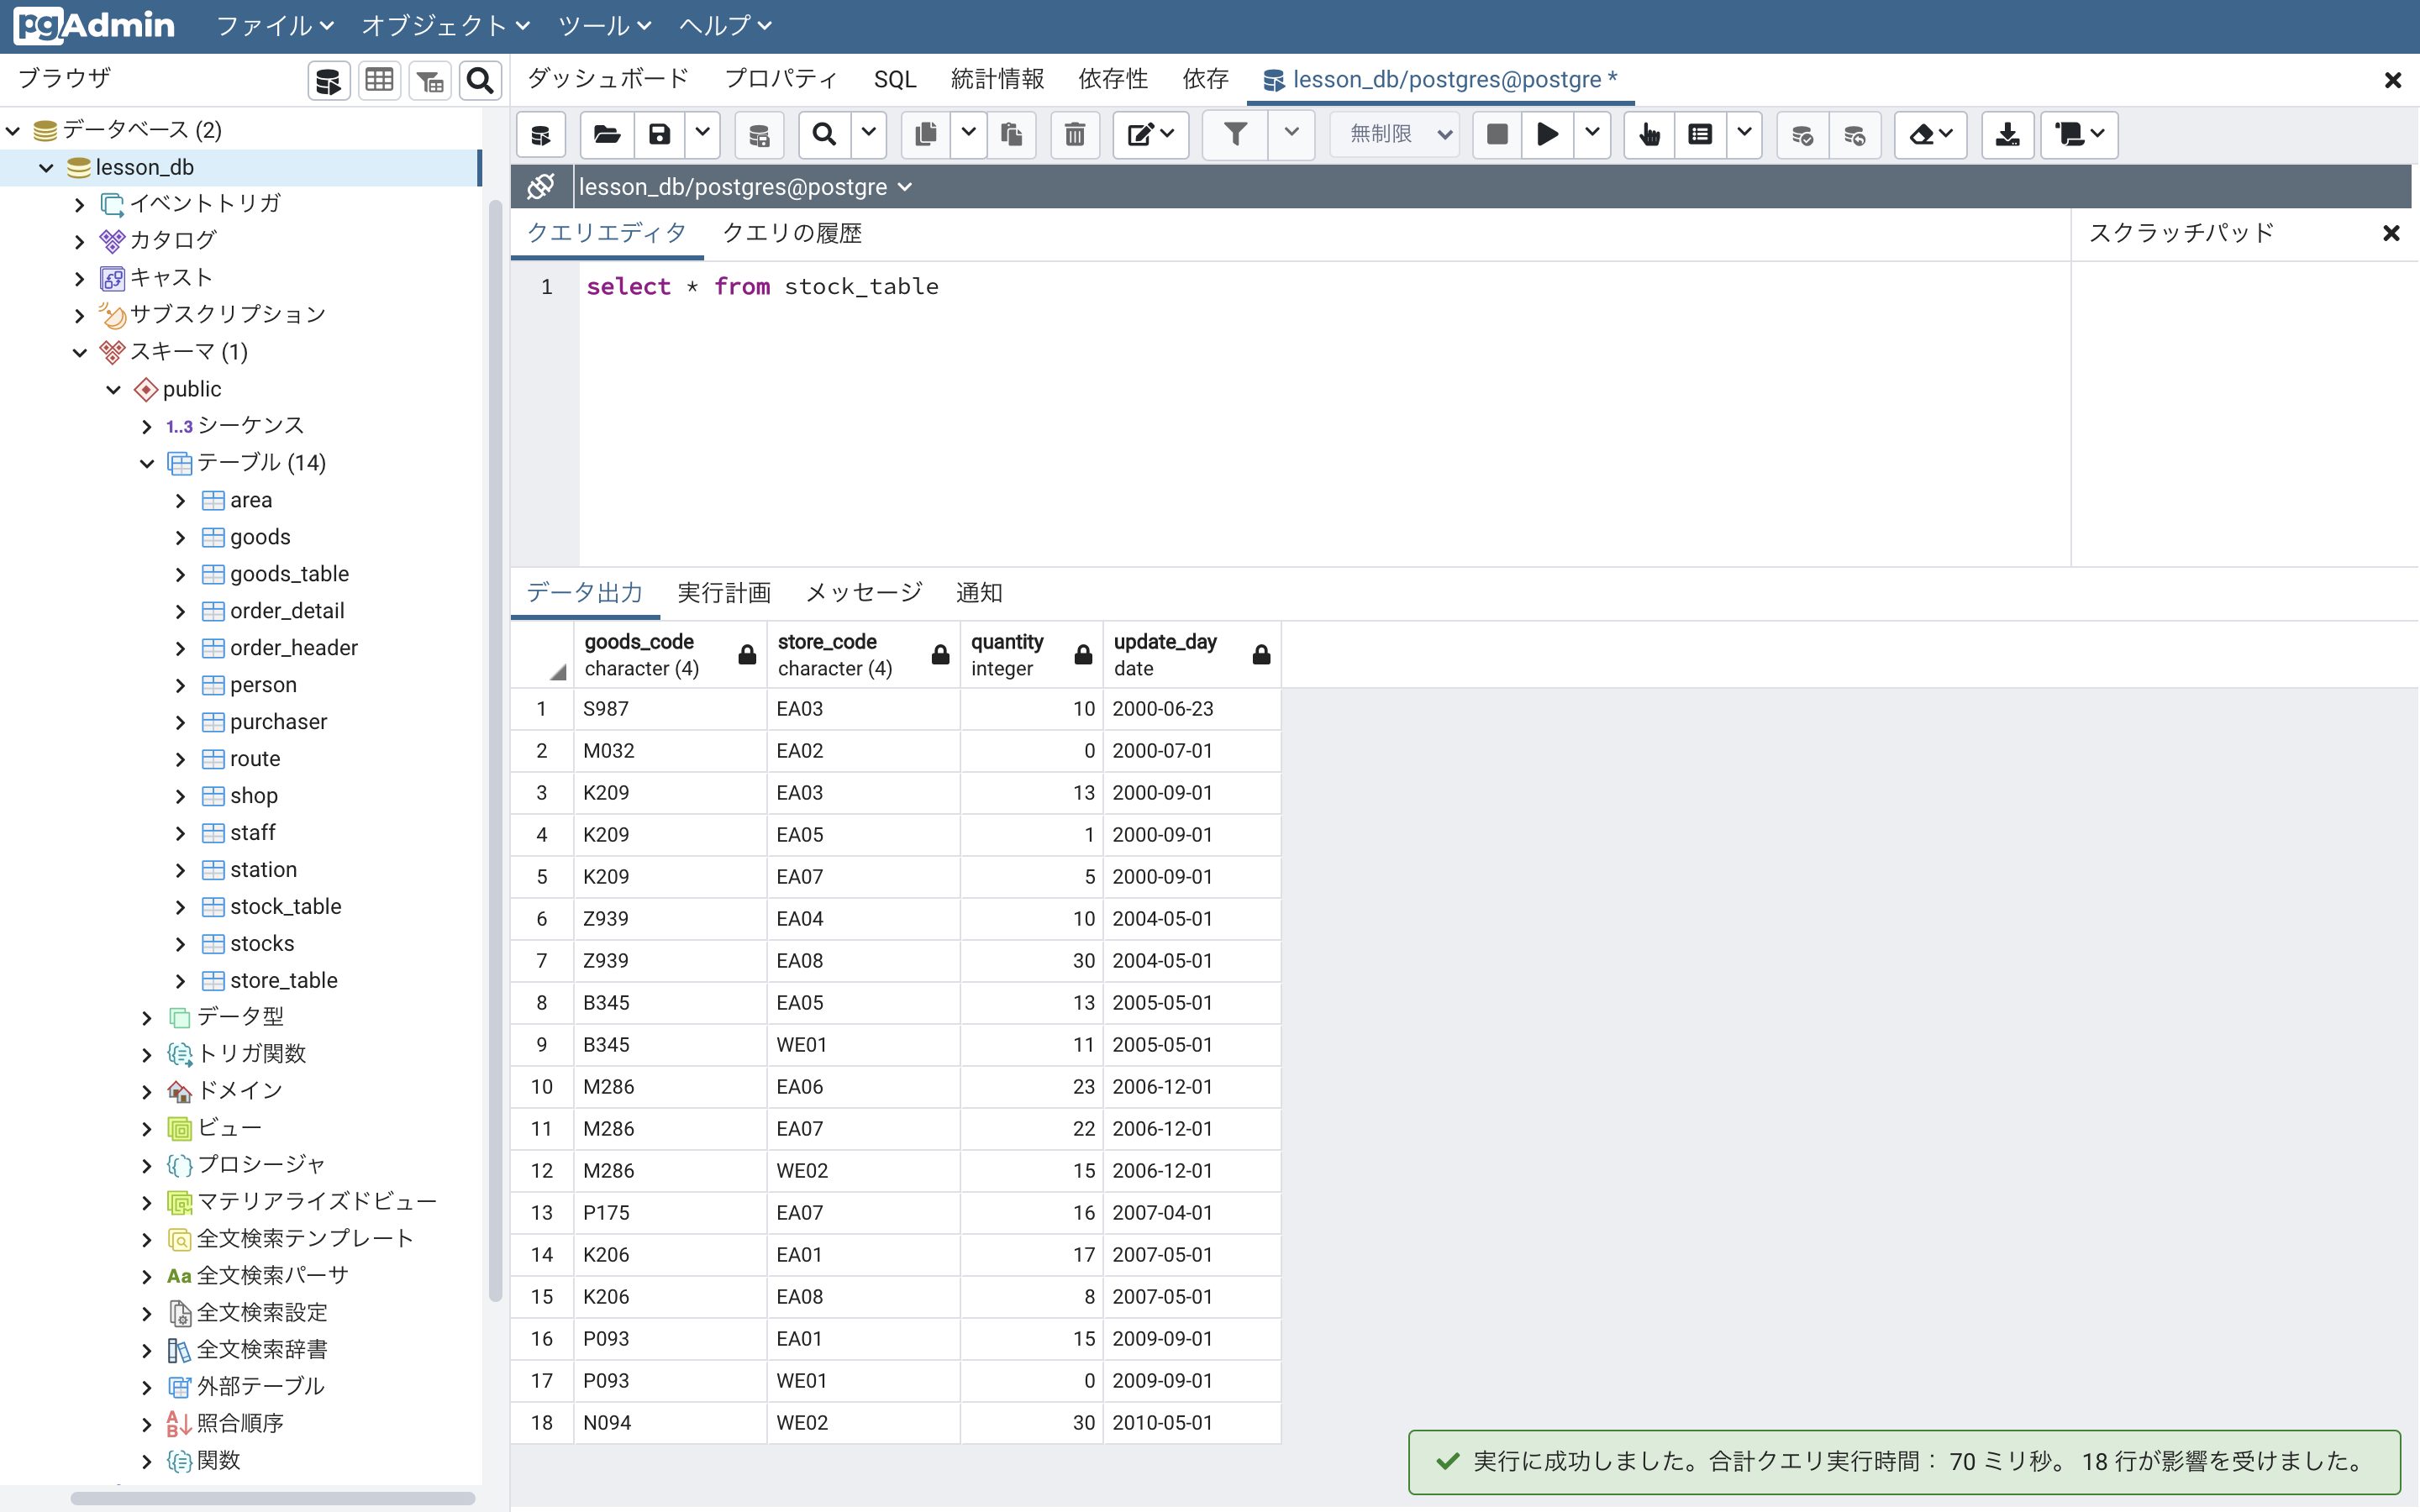 pgAdmin ファイル オブジェクト ツール ヘルプ
ブラウザ
ダッシュボード プロパティ SQL 統計情報 依存性 依存 lesson_db/postgres@postgre *
データベース (2)
lesson_db
イベントトリガ
カタログ
キャスト
サブスクリプション
スキーマ (1)
public
1..3 シーケンス
テーブル (14)
area
goods
goods_table
order_detail
order_header
person
purchaser
route
shop
staff
station
stock_table
stocks
store_table
データ型
トリガ関数
ドメイン
ビュー
プロシージャ
マテリアライズドビュー
全文検索テンプレート
Aa 全文検索パーサ
全文検索設定
全文検索辞書
外部テーブル
照合順序
関数
無制限
lesson_db/postgres@postgre
クエリエディタ クエリの履歴
スクラッチパッド
1 select * from stock_table
データ出力 実行計画 メッセージ 通知
goods_code store_code quantity update_day
character (4) character (4) integer date
1 S987 EA03 10 2000-06-23
2 M032 EA02 0 2000-07-01
3 K209 EA03 13 2000-09-01
4 K209 EA05 1 2000-09-01
5 K209 EA07 5 2000-09-01
6 Z939 EA04 10 2004-05-01
7 Z939 EA08 30 2004-05-01
8 B345 EA05 13 2005-05-01
9 B345 WE01 11 2005-05-01
10 M286 EA06 23 2006-12-01
11 M286 EA07 22 2006-12-01
12 M286 WE02 15 2006-12-01
13 P175 EA07 16 2007-04-01
14 K206 EA01 17 2007-05-01
15 K206 EA08 8 2007-05-01
16 P093 EA01 15 2009-09-01
17 P093 WE01 0 2009-09-01
18 N094 WE02 30 2010-05-01
実行に成功しました。合計クエリ実行時間： 70 ミリ秒。 18 行が影響を受けました。